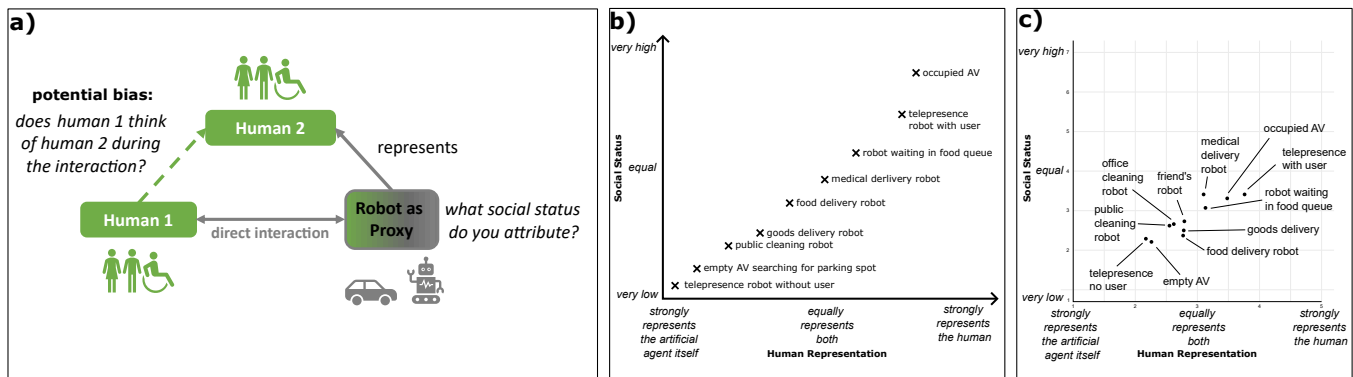 a)
potential bias:
does human 1 think
of human 2 during
the interaction?
Human 2
represents
Human 1
direct interaction
Robot as
Proxy
what social status
do you attribute?
b)
Social Status
very high
equal
very low
occupied AV
telepresence
robot with user
robot waiting in food queue
medical derlivery robot
food delivery robot
goods delivery robot
public cleaning robot
empty AV searching for parking spot
telepresence robot without user
strongly
represents
the artificial
agent itself
equally
represents
both
strongly
represents
the human
Human Representation
c)
Social Status
very high
equal
very low
7
6
5
4
3
2
1
occupied AV
medical
delivery
robot
telepresence
with user
office
cleaning
robot
friend's
robot
robot waiting
in food queue
public
cleaning
robot
goods delivery
food delivery robot
telepresence
no user
empty AV
1
2
3
4
5
strongly
represents
the artificial
agent itself
equally
represents
both
strongly
represents
the human
Human Representation